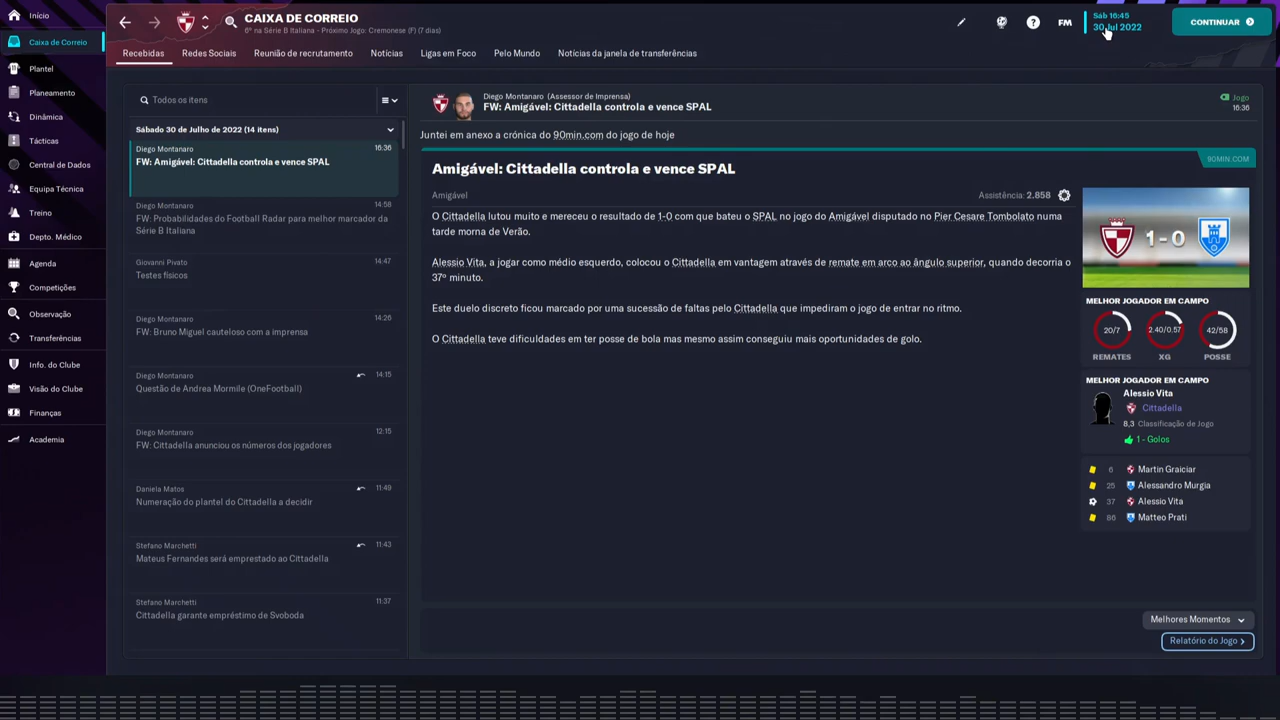 Início
Caixa de Correio
Plantel
Planeamento
Dinâmica
Tácticas
Central de Dados
Equipa Técnica
Treino
Depto. Médico
Agenda
Competições
Observação
Transferências
Info. do Clube
Visão do Clube
Finanças
Academia
CAIXA DE CORREIO
6º na Série B Italiana - Próximo Jogo: Cremonese (F) (7 dias)
FM
Sáb 16:45
30 Jul 2022
CONTINUAR
Recebidas
Redes Sociais
Reunião de recrutamento
Notícias
Ligas em Foco
Pelo Mundo
Notícias da janela de transferências
Todos os itens
Sábado 30 de Julho de 2022 (14 itens)
Diego Montanaro 16:36
FW: Amigável: Cittadella controla e vence SPAL
Diego Montanaro 14:58
FW: Probabilidades do Football Radar para melhor marcador da
Série B Italiana
Giovanni Pivato 14:47
Testes físicos
Diego Montanaro 14:26
FW: Bruno Miguel cauteloso com a imprensa
Diego Montanaro 14:15
Questão de Andrea Mormile (OneFootball)
Diego Montanaro 12:15
FW: Cittadella anunciou os números dos jogadores
Daniela Matos 11:49
Numeração do plantel do Cittadella a decidir
Stefano Marchetti 11:43
Mateus Fernandes será emprestado ao Cittadella
Stefano Marchetti 11:37
Cittadella garante empréstimo de Svoboda
Diego Montanaro (Assessor de Imprensa)
FW: Amigável: Cittadella controla e vence SPAL
Jogo
16:36
Juntei em anexo a crónica do 90min.com do jogo de hoje
90MIN.COM
Amigável: Cittadella controla e vence SPAL
Amigável
Assistência: 2.858
O Cittadella lutou muito e mereceu o resultado de 1-0 com que bateu o SPAL no jogo do Amigável disputado no Pier Cesare Tombolato numa
tarde morna de Verão.
Alessio Vita, a jogar como médio esquerdo, colocou o Cittadella em vantagem através de remate em arco ao ângulo superior, quando decorria o
37º minuto.
Este duelo discreto ficou marcado por uma sucessão de faltas pelo Cittadella que impediram o jogo de entrar no ritmo.
O Cittadella teve dificuldades em ter posse de bola mas mesmo assim conseguiu mais oportunidades de golo.
1 - 0
MELHOR JOGADOR EM CAMPO
20/7
2.40/0.57
42/58
REMATES
XG
POSSE
MELHOR JOGADOR EM CAMPO
Alessio Vita
Cittadella
8,3 Classificação de Jogo
1 - Golos
6 Martin Graiciar
25 Alessandro Murgia
37 Alessio Vita
86 Matteo Prati
Melhores Momentos
Relatório do Jogo